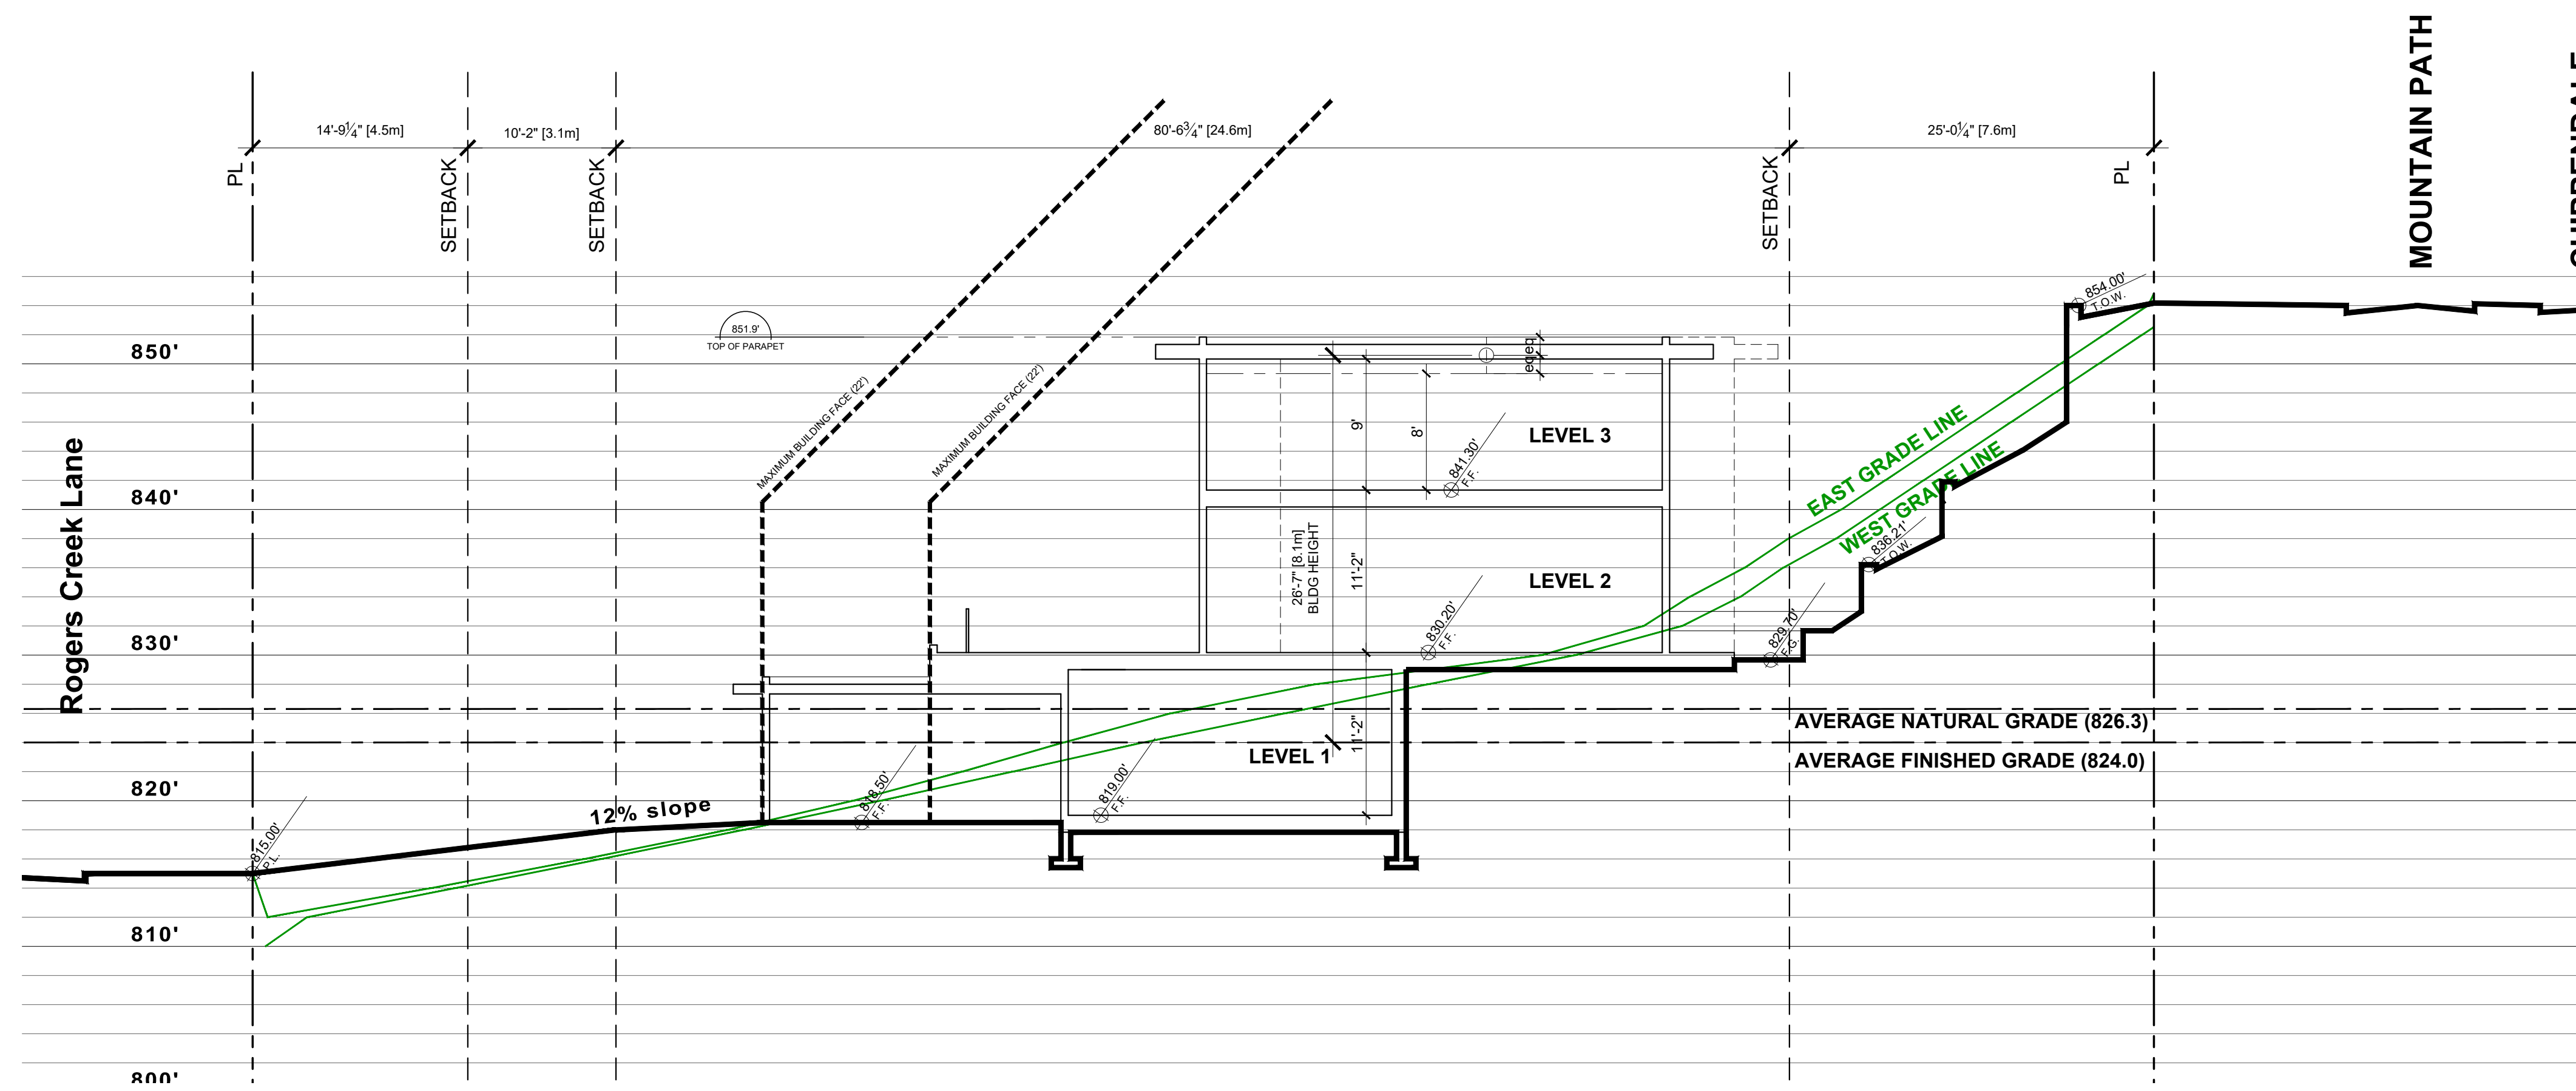 MOUNTAIN PATH
14'-9¼" [4.5m]
10'-2" [3.1m]
80'-6¾" [24.6m]
25'-0¼" [7.6m]
PL
SETBACK
SETBACK
SETBACK
PL
854.00'
T.O.W.
851.9'
TOP OF PARAPET
eq
eq
850'
MAXIMUM BUILDING FACE (22')
MAXIMUM BUILDING FACE (22')
9'
8'
LEVEL 3
841.30'
F.F.
EAST GRADE LINE
WEST GRADE LINE
840'
Rogers Creek Lane
26'-7" [8.1m]
BLDG HEIGHT
11'-2"
LEVEL 2
836.21'
T.O.W.
830'
830.20'
F.F.
829.70'
F.G.
AVERAGE NATURAL GRADE (826.3)
11'-2"
LEVEL 1
AVERAGE FINISHED GRADE (824.0)
820'
12% slope
818.50'
F.F.
819.00'
F.F.
815.00'
P.L.
810'
800'